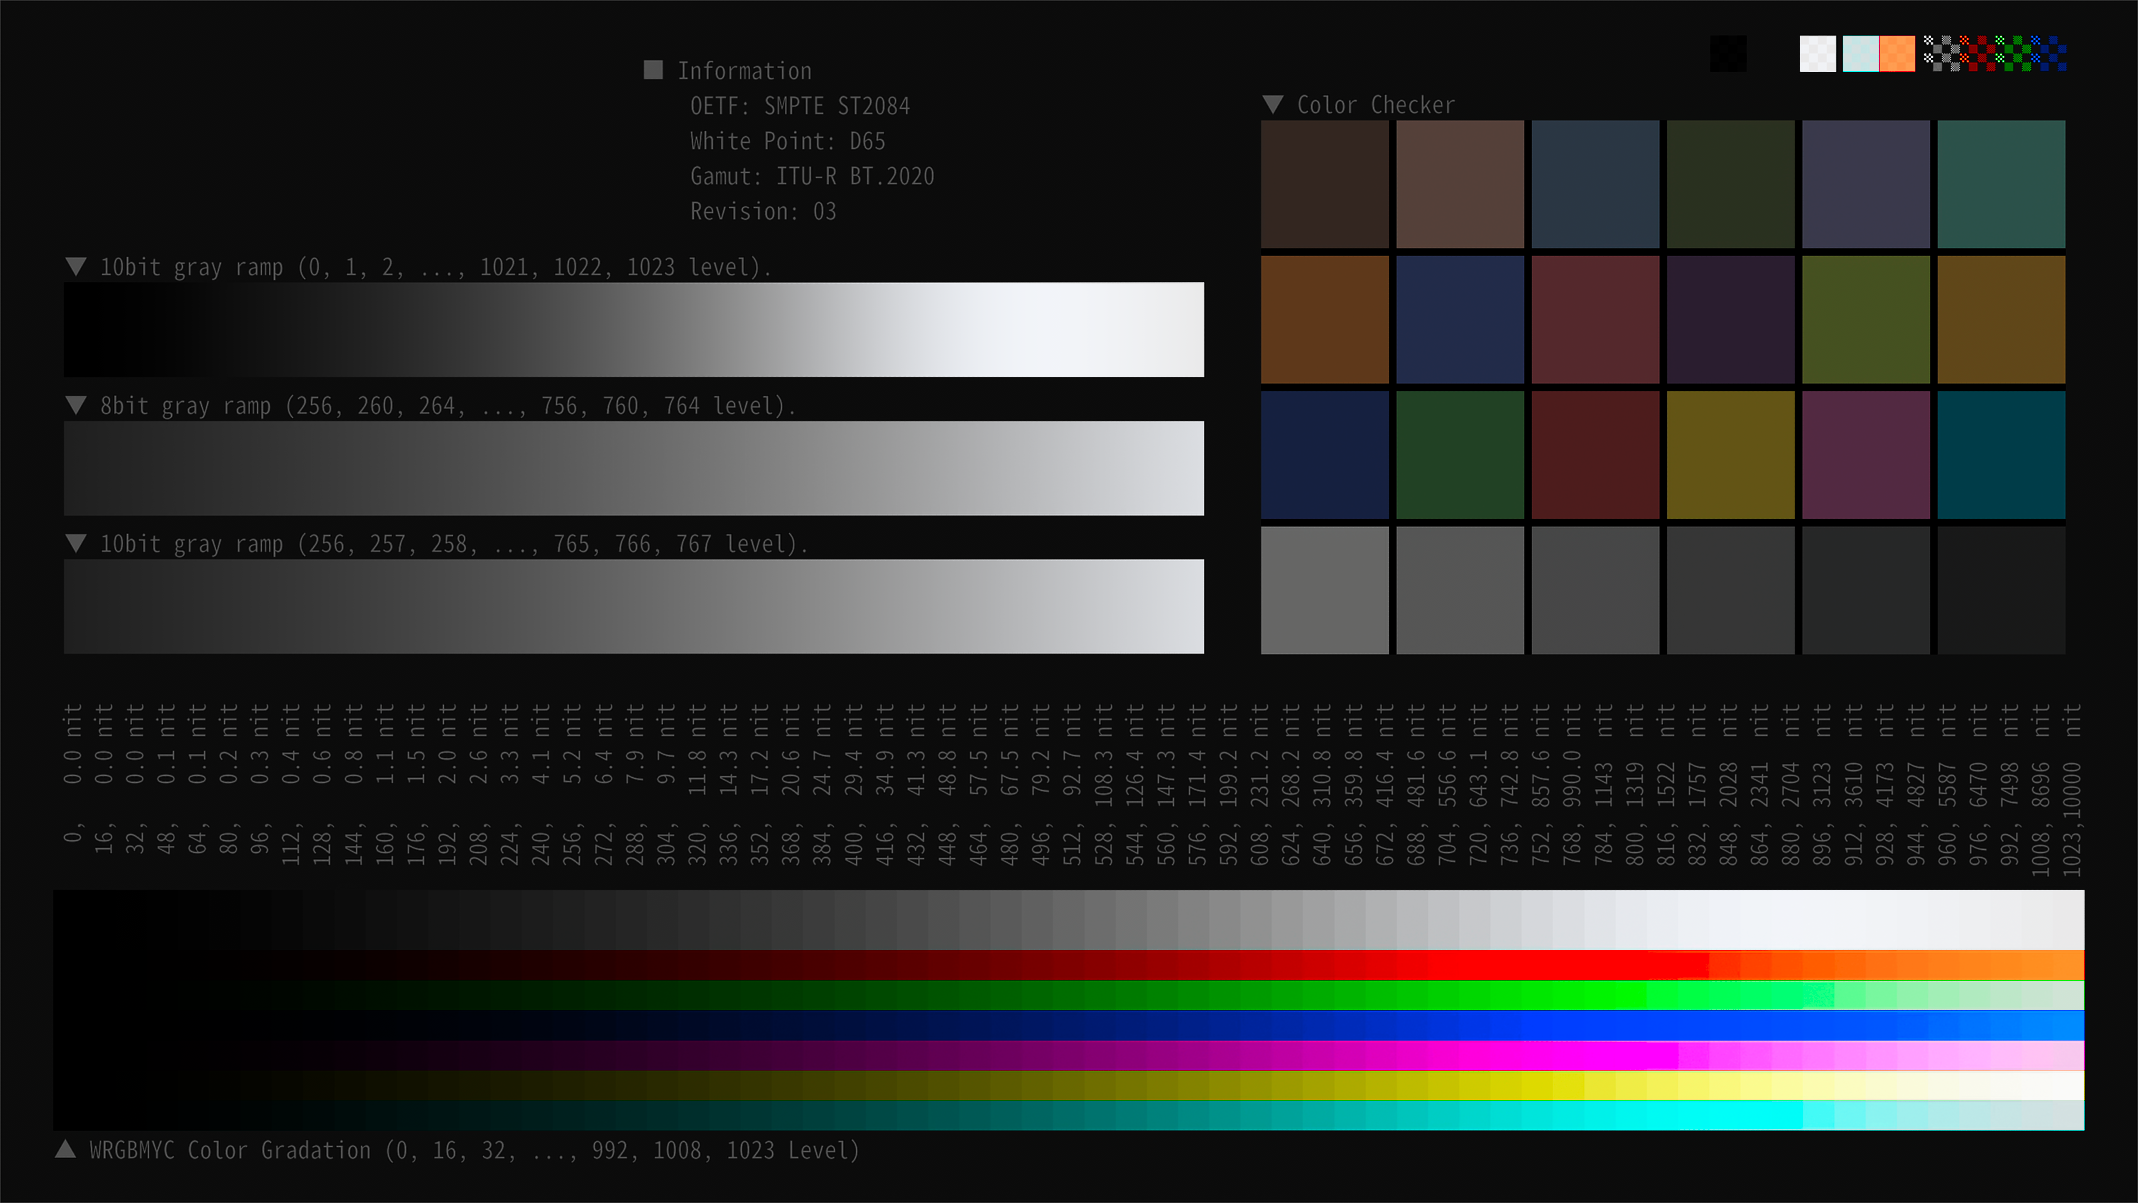 ■ Information
OETF: SMPTE ST2084
White Point: D65
Gamut: ITU-R BT.2020
Revision: 03
▼ Color Checker
▼ 10bit gray ramp (0, 1, 2, ..., 1021, 1022, 1023 level).
▼ 8bit gray ramp (256, 260, 264, ..., 756, 760, 764 level).
▼ 10bit gray ramp (256, 257, 258, ..., 765, 766, 767 level).
0, 0.0 nit
16, 0.0 nit
32, 0.0 nit
48, 0.1 nit
64, 0.1 nit
80, 0.2 nit
96, 0.3 nit
112, 0.4 nit
128, 0.6 nit
144, 0.8 nit
160, 1.1 nit
176, 1.5 nit
192, 2.0 nit
208, 2.6 nit
224, 3.3 nit
240, 4.1 nit
256, 5.2 nit
272, 6.4 nit
288, 7.9 nit
304, 9.7 nit
320, 11.8 nit
336, 14.3 nit
352, 17.2 nit
368, 20.6 nit
384, 24.7 nit
400, 29.4 nit
416, 34.9 nit
432, 41.3 nit
448, 48.8 nit
464, 57.5 nit
480, 67.5 nit
496, 79.2 nit
512, 92.7 nit
528, 108.3 nit
544, 126.4 nit
560, 147.3 nit
576, 171.4 nit
592, 199.2 nit
608, 231.2 nit
624, 268.2 nit
640, 310.8 nit
656, 359.8 nit
672, 416.4 nit
688, 481.6 nit
704, 556.6 nit
720, 643.1 nit
736, 742.8 nit
752, 857.6 nit
768, 990.0 nit
784, 1143 nit
800, 1319 nit
816, 1522 nit
832, 1757 nit
848, 2028 nit
864, 2341 nit
880, 2704 nit
896, 3123 nit
912, 3610 nit
928, 4173 nit
944, 4827 nit
960, 5587 nit
976, 6470 nit
992, 7498 nit
1008, 8696 nit
1023,10000 nit
▲ WRGBMYC Color Gradation (0, 16, 32, ..., 992, 1008, 1023 Level)